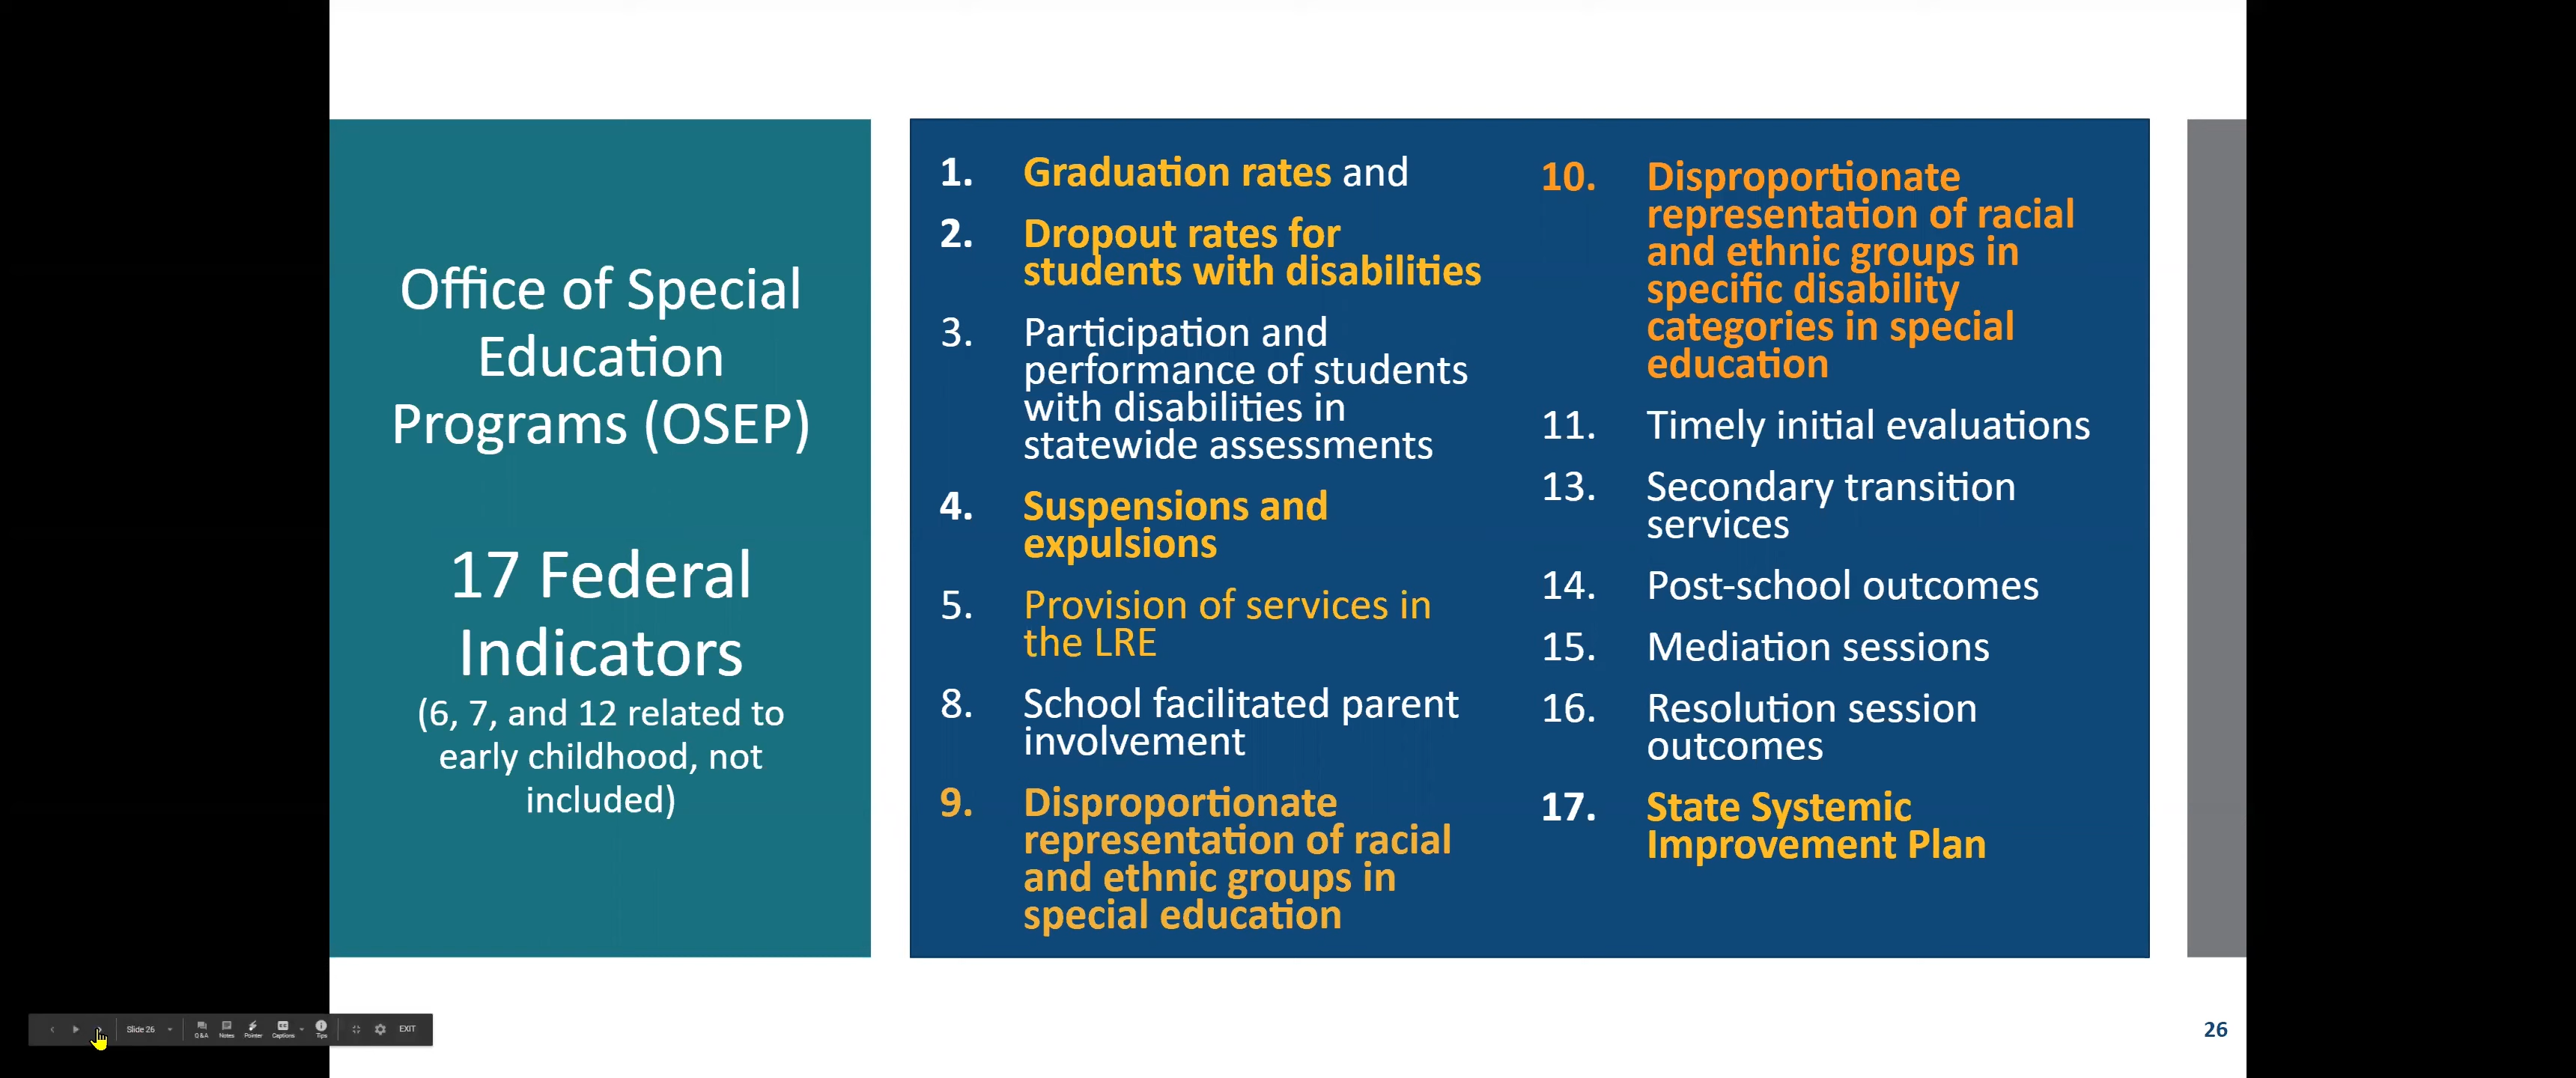 Office of Special
Education
Programs (OSEP)
17 Federal
Indicators
(6, 7, and 12 related to
early childhood, not
included)
1. Graduation rates and
2. Dropout rates for
students with disabilities
3. Participation and
performance of students
with disabilities in
statewide assessments
4. Suspensions and
expulsions
5. Provision of services in
the LRE
8. School facilitated parent
involvement
9. Disproportionate
representation of racial
and ethnic groups in
special education
10. Disproportionate
representation of racial
and ethnic groups in
specific disability
categories in special
education
11. Timely initial evaluations
13. Secondary transition
services
14. Post-school outcomes
15. Mediation sessions
16. Resolution session
outcomes
17. State Systemic
Improvement Plan
Slide 26
Q&A Notes Pointer Captions Tips
EXIT
26